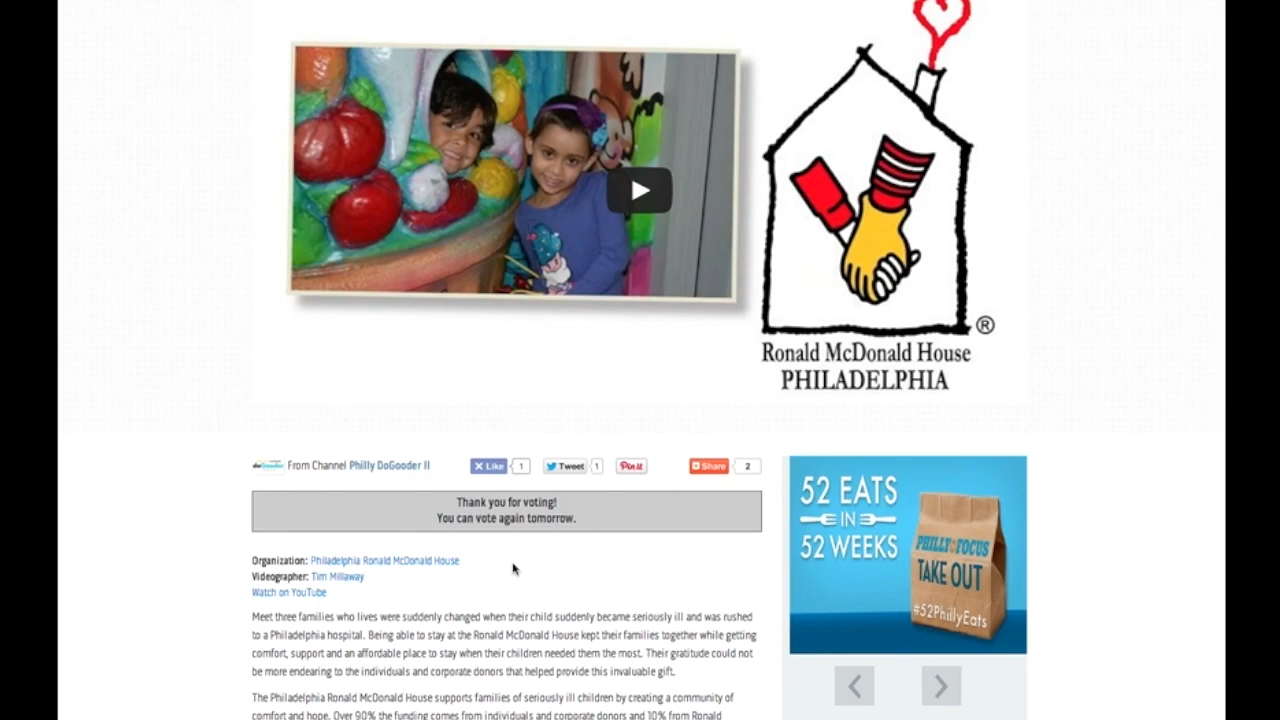 Ronald McDonald House
PHILADELPHIA
®
From Channel Philly DoGooder II
Like 1
Tweet 1
Pin it
Share 2
Thank you for voting!
You can vote again tomorrow.
Organization: Philadelphia Ronald McDonald House
Videographer: Tim Millaway
Watch on YouTube
Meet three families who lives were suddenly changed when their child suddenly became seriously ill and was rushed
to a Philadelphia hospital. Being able to stay at the Ronald McDonald House kept their families together while getting
comfort, support and an affordable place to stay when their children needed them the most. Their gratitude could not
be more endearing to the individuals and corporate donors that helped provide this invaluable gift.
The Philadelphia Ronald McDonald House supports families of seriously ill children by creating a community of
comfort and hope. Over 90% the funding comes from individuals and corporate donors and 10% from Ronald
52 EATS
IN
52 WEEKS
PHILLY FOCUS
TAKE OUT
#52PhillyEats